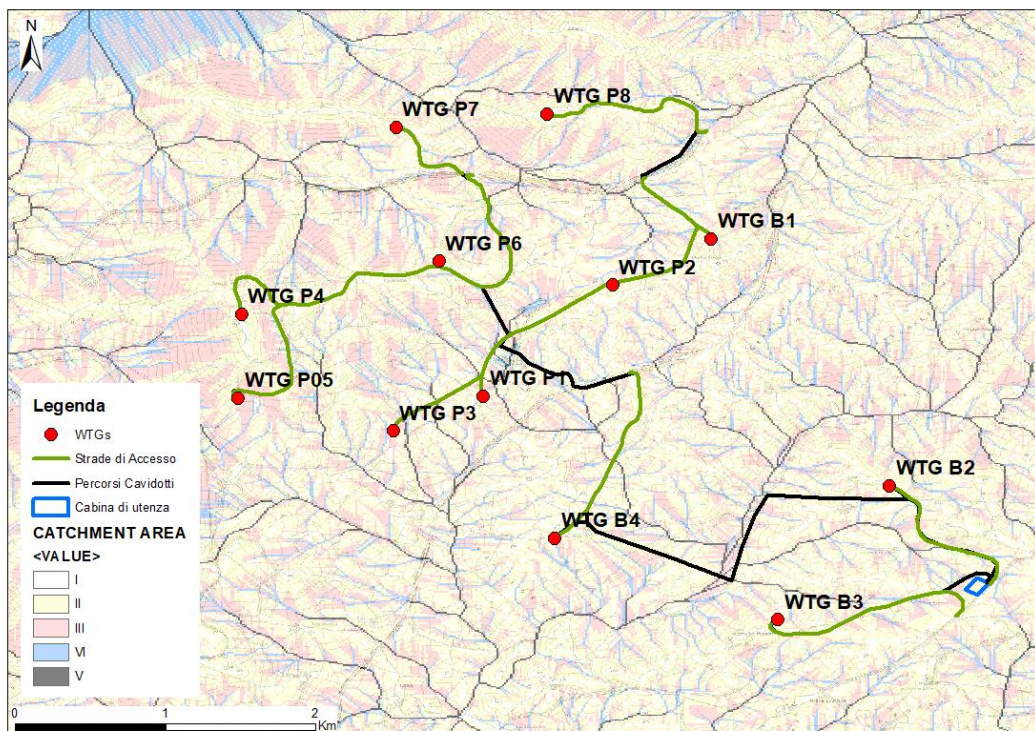 N
WTG P7
WTG P8
WTG B1
WTG P6
WTG P2
WTG P4
WTG P05
WTG P1
WTG P3
WTG B2
WTG B4
WTG B3
Legenda
WTGs
Strade di Accesso
Percorsi Cavidotti
Cabina di utenza
CATCHMENT AREA
<VALUE>
I
II
III
VI
V
0 1 2
Km